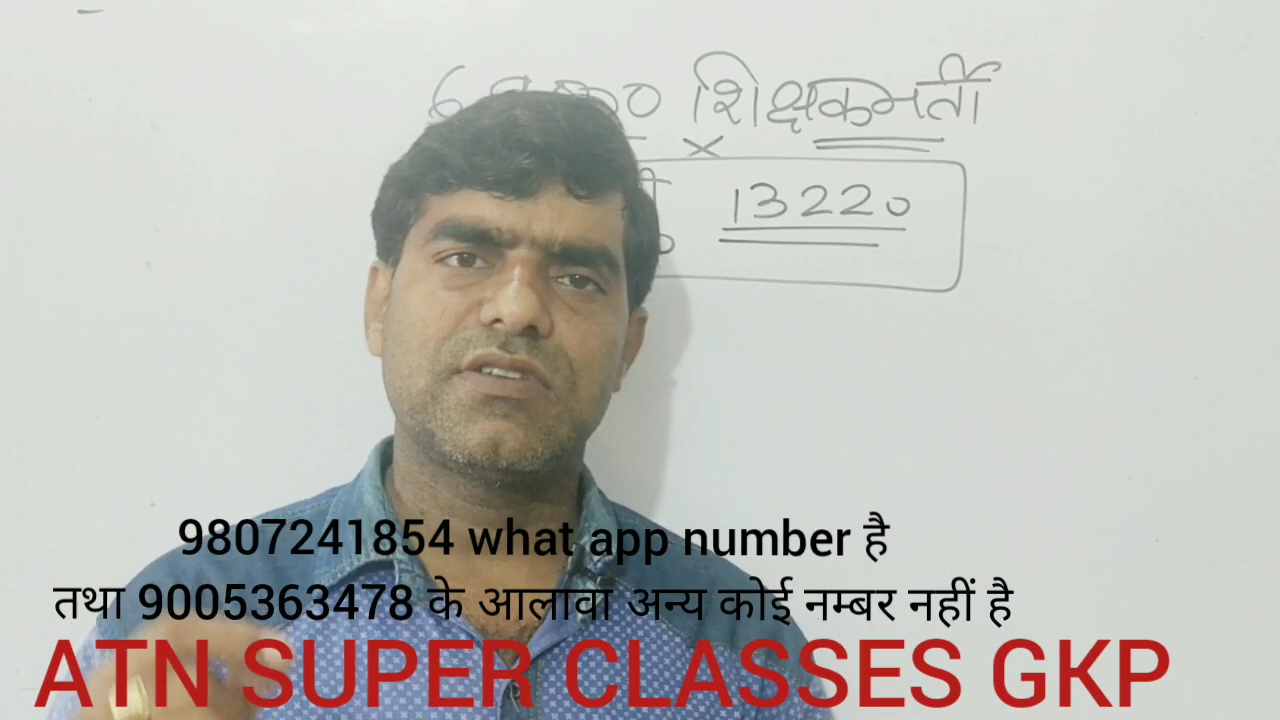 शिक्षकभर्ती
×
13220
9807241854 what app number है
तथा 9005363478 के आलावा अन्य कोई नम्बर नहीं है
ATN SUPER CLASSES GKP